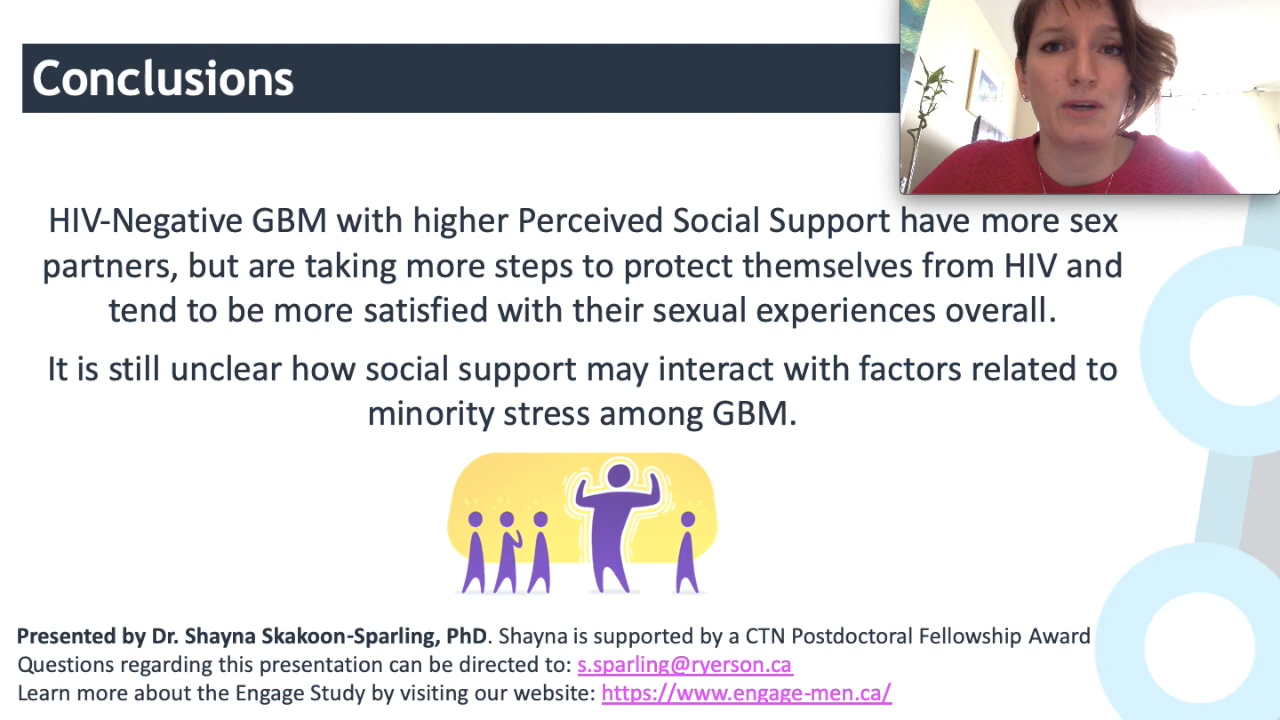 Conclusions
HIV-Negative GBM with higher Perceived Social Support have more sex
partners, but are taking more steps to protect themselves from HIV and
tend to be more satisfied with their sexual experiences overall.
It is still unclear how social support may interact with factors related to
minority stress among GBM.
Presented by Dr. Shayna Skakoon-Sparling, PhD. Shayna is supported by a CTN Postdoctoral Fellowship Award
Questions regarding this presentation can be directed to: s.sparling@ryerson.ca
Learn more about the Engage Study by visiting our website: https://www.engage-men.ca/